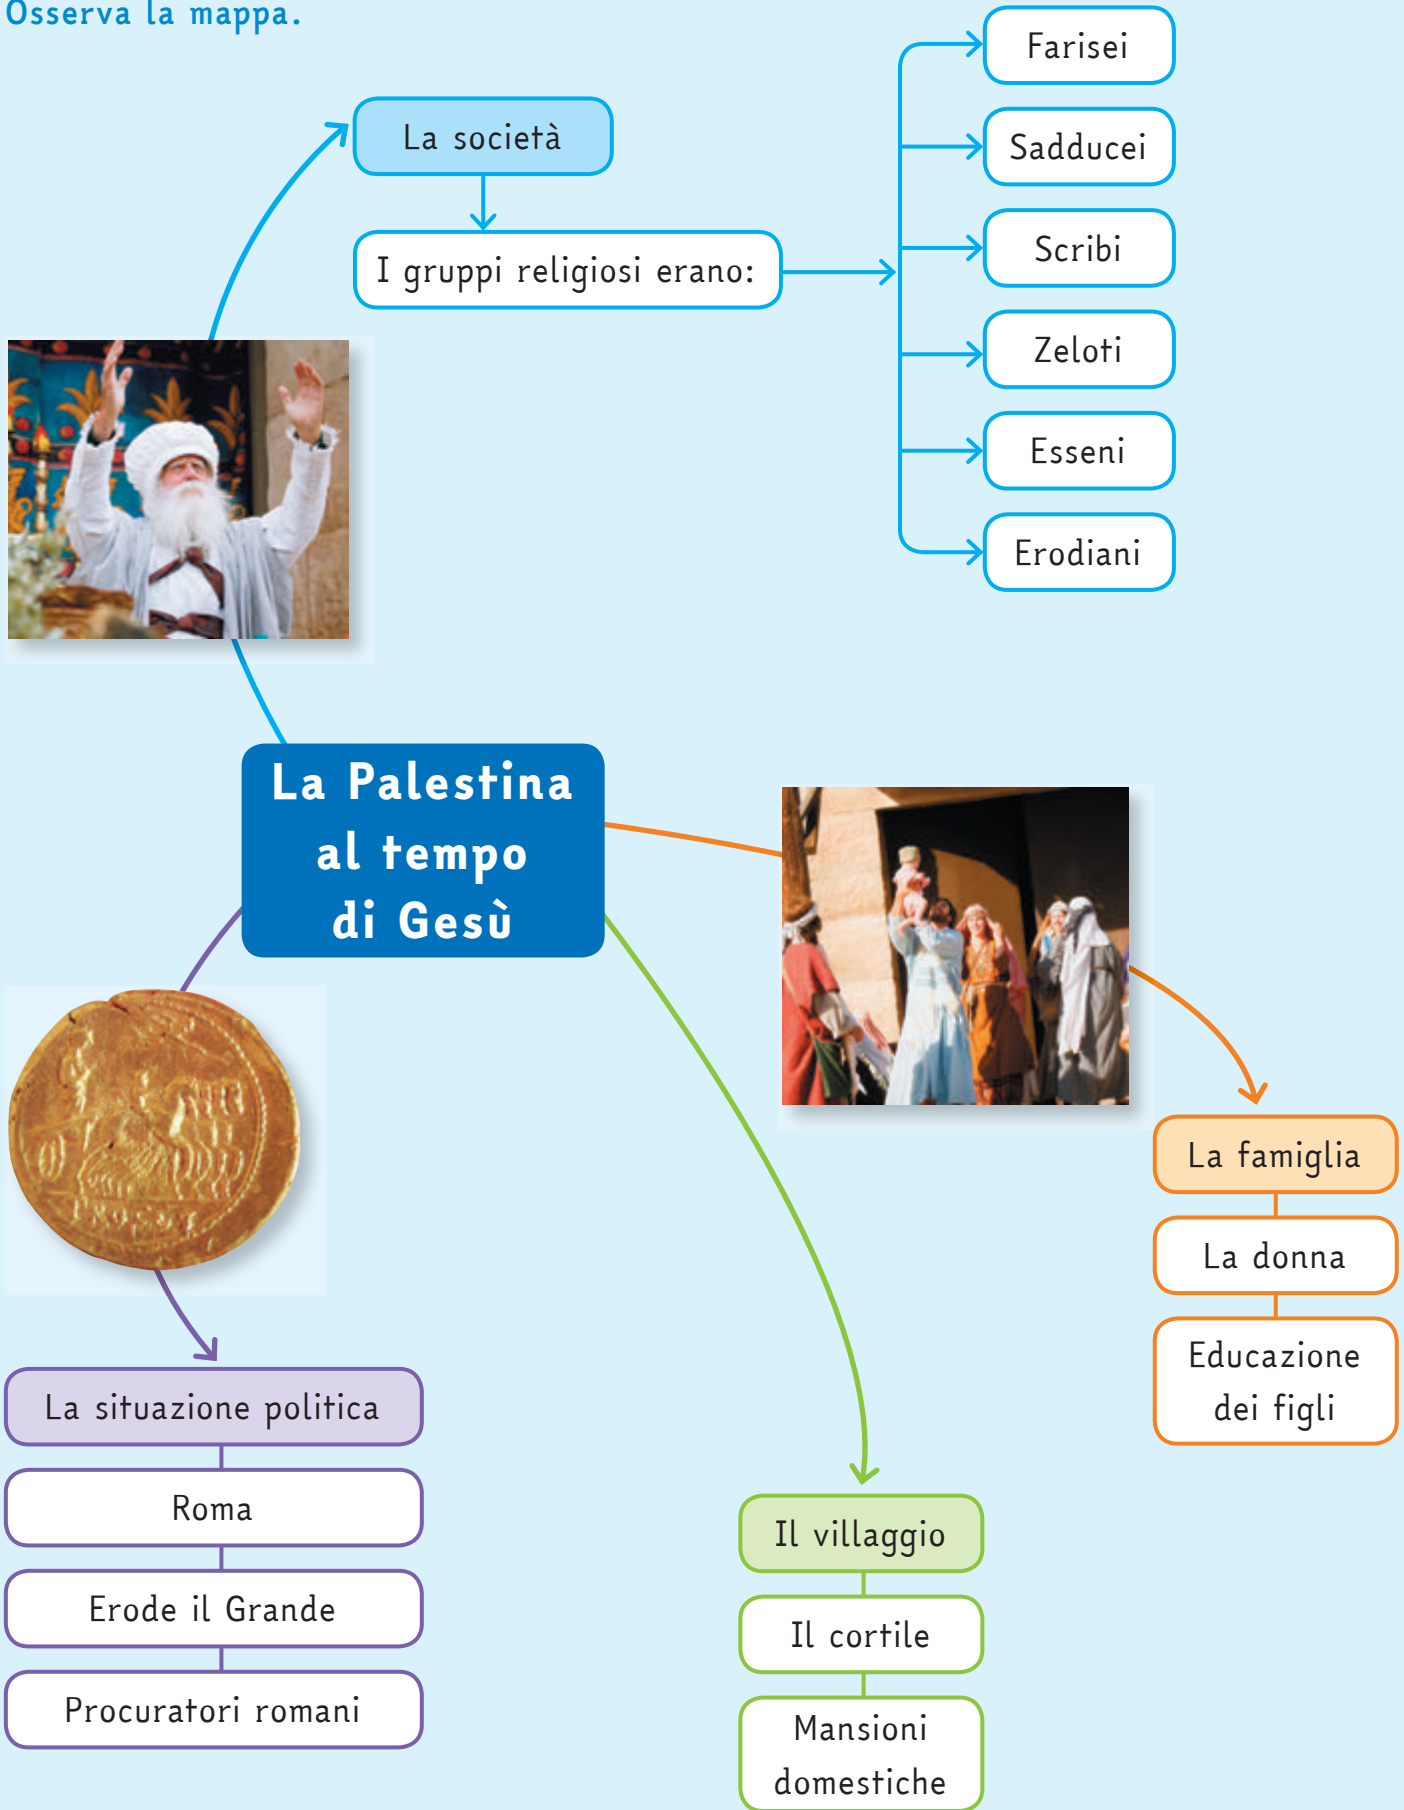 Osserva la mappa.
La società
I gruppi religiosi erano:
Farisei
Sadducei
Scribi
Zeloti
Esseni
Erodiani
La Palestina
al tempo
di Gesù
La famiglia
La donna
Educazione
dei figli
La situazione politica
Roma
Erode il Grande
Procuratori romani
Il villaggio
Il cortile
Mansioni
domestiche